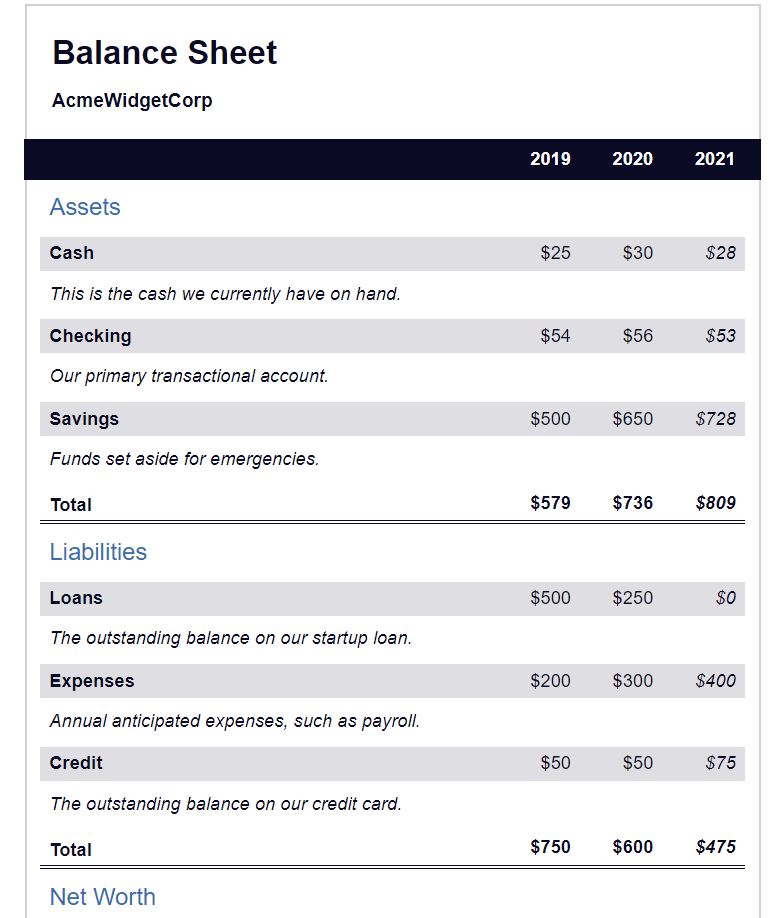 Balance Sheet
AcmeWidgetCorp
2019 2020 2021
Assets
Cash $25 $30 $28
This is the cash we currently have on hand.
Checking $54 $56 $53
Our primary transactional account.
Savings $500 $650 $728
Funds set aside for emergencies.
Total $579 $736 $809
Liabilities
Loans $500 $250 $0
The outstanding balance on our startup loan.
Expenses $200 $300 $400
Annual anticipated expenses, such as payroll.
Credit $50 $50 $75
The outstanding balance on our credit card.
Total $750 $600 $475
Net Worth